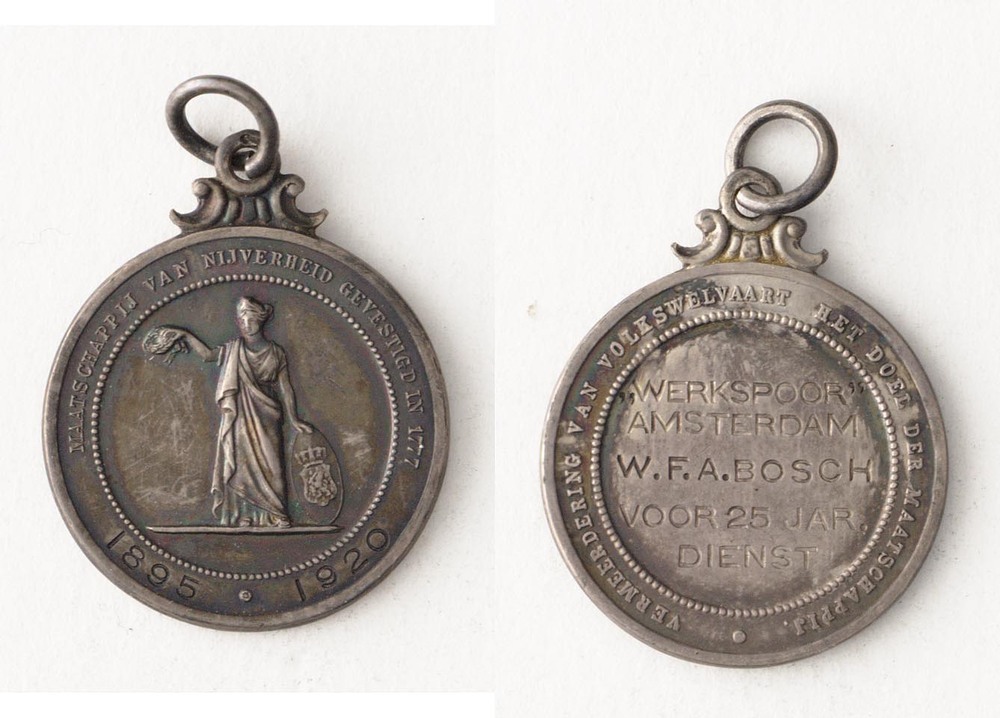 MAATSCHAPPIJ VAN NIJVERHEID GEVESTIGD IN 1777
1895 1920
VERMEERDERING VAN VOLKSWELVAART HET DOEL DER MAATSCHAPPIJ.
„WERKSPOOR”
AMSTERDAM
W.F.A.BOSCH
VOOR 25 JAR.
DIENST